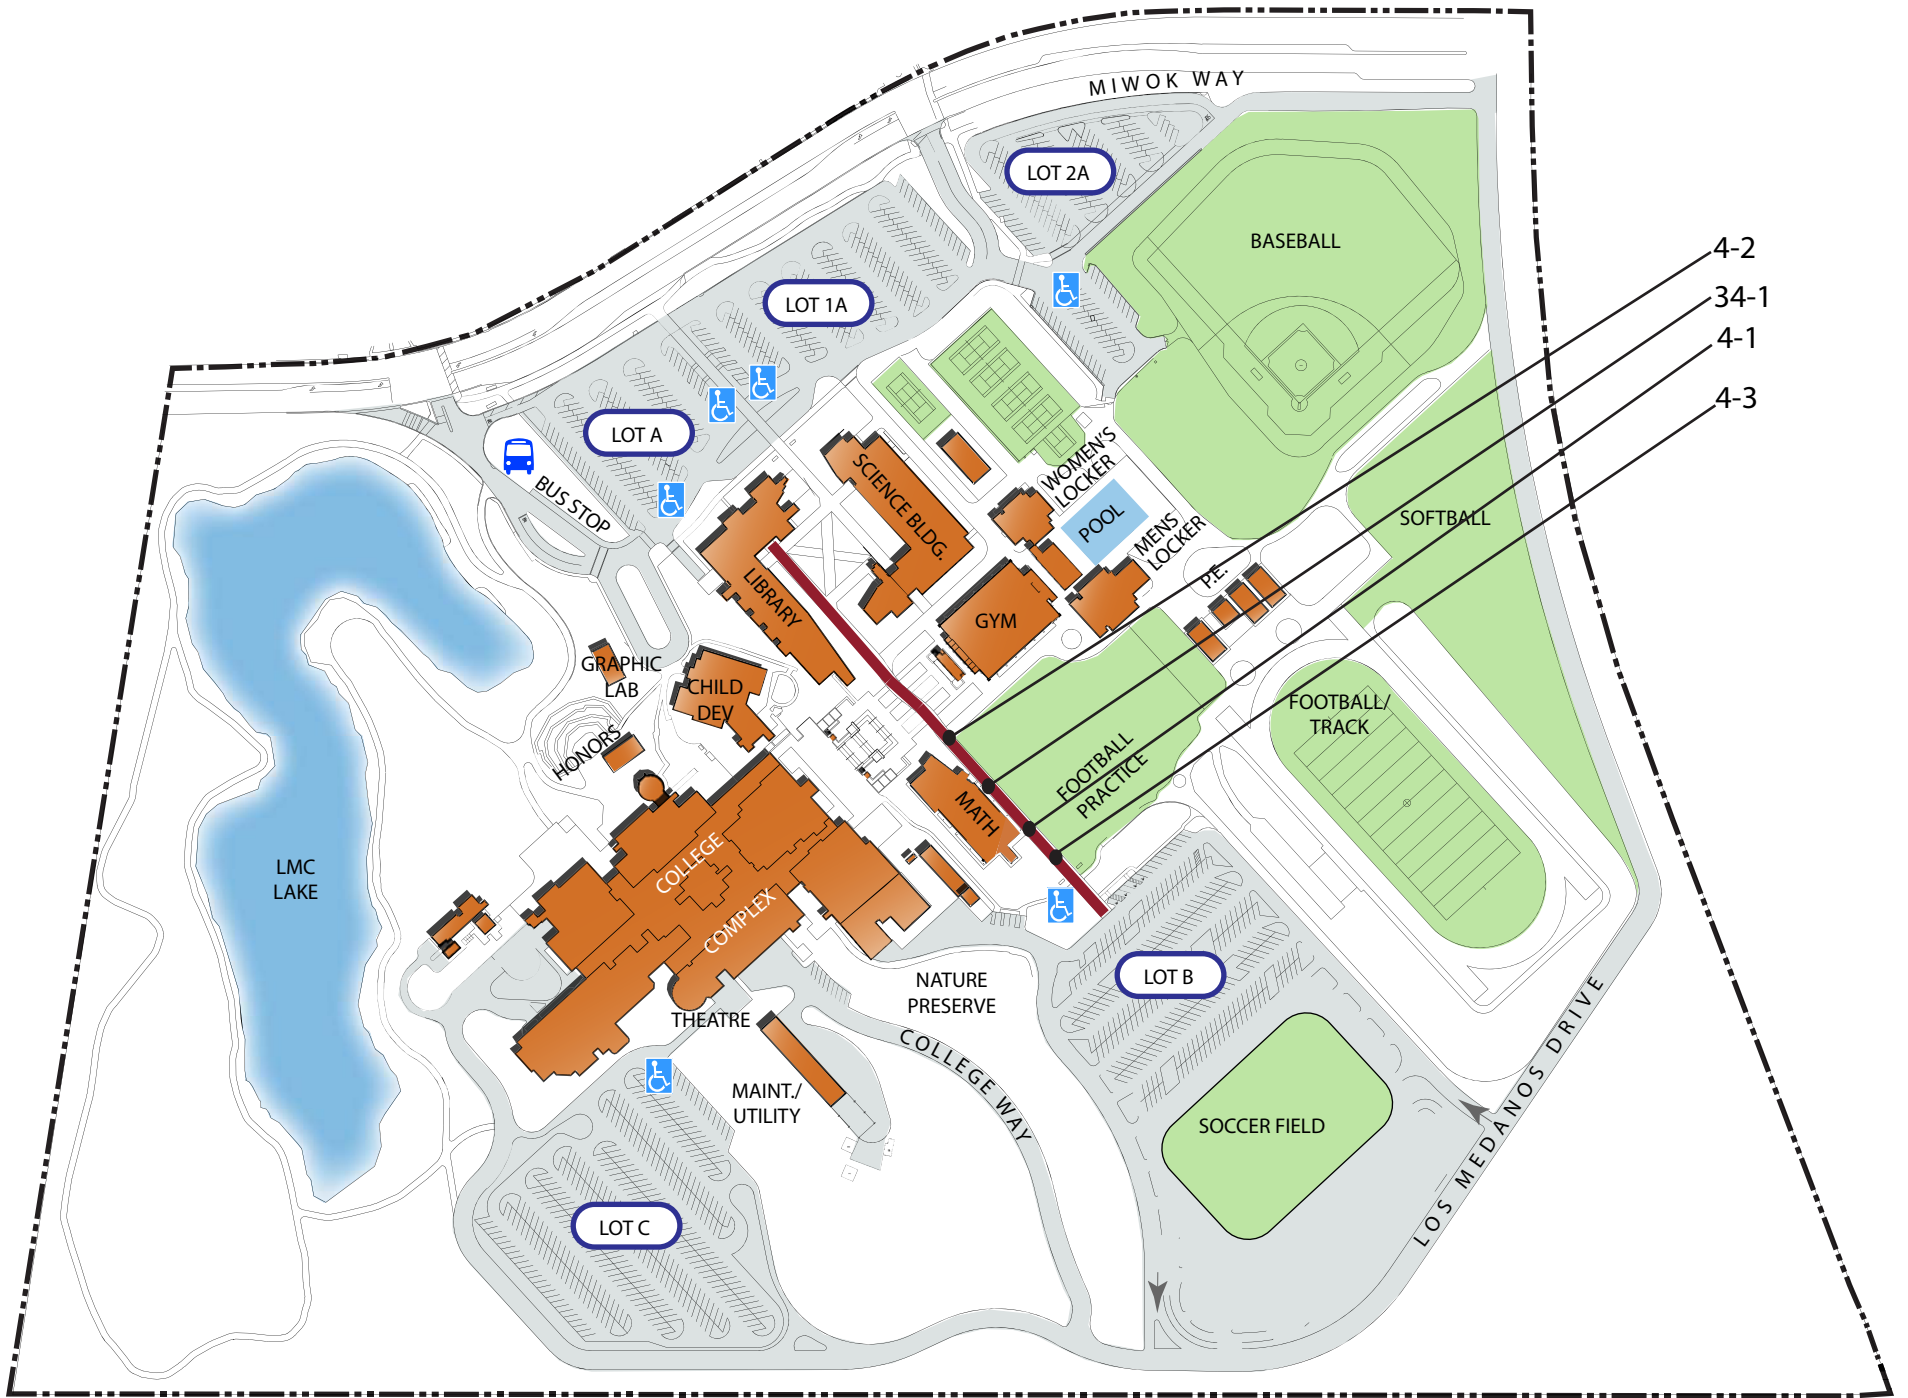 MIWOK WAY
LOT 2A
BASEBALL
4-2
34-1
4-1
4-3
LOT 1A
LOT A
BUS STOP
SCIENCE BLDG.
WOMEN'S
LOCKER
POOL
MENS
LOCKER
SOFTBALL
P.E.
LIBRARY
GYM
GRAPHIC
LAB
CHILD
DEV
FOOTBALL/
TRACK
HONORS
FOOTBALL
PRACTICE
MATH
LMC
LAKE
COLLEGE
COMPLEX
LOT B
NATURE
PRESERVE
THEATRE
MAINT./
UTILITY
COLLEGE WAY
SOCCER FIELD
LOS MEDANOS DRIVE
LOT C